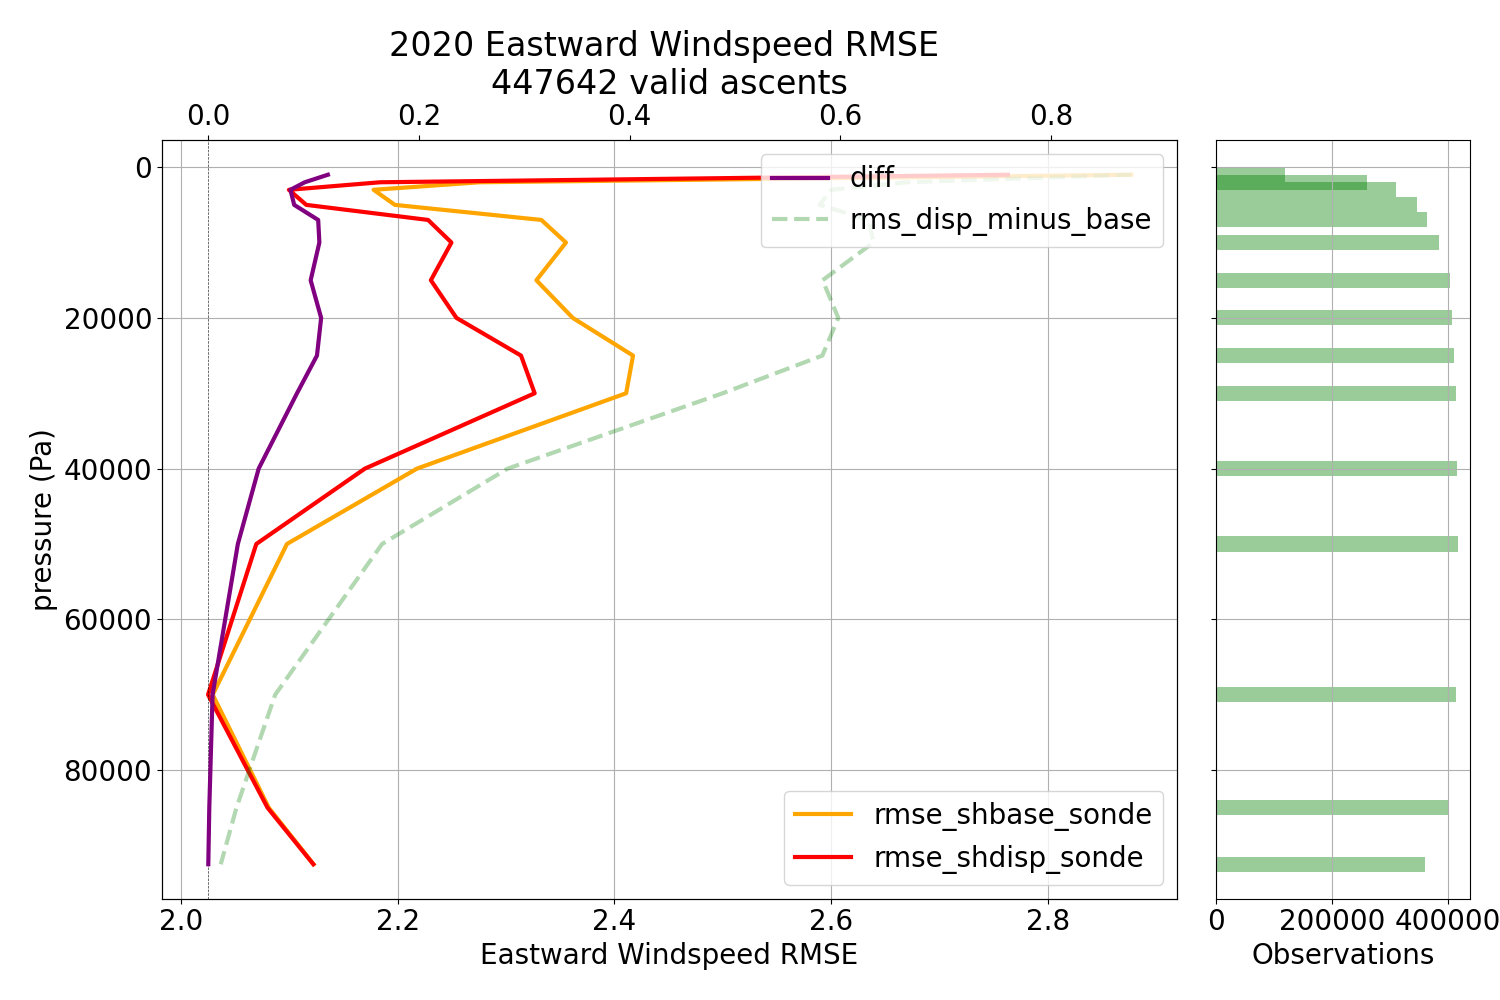 2020 Eastward Windspeed RMSE
447642 valid ascents
0.0 0.2 0.4 0.6 0.8
diff
rms_disp_minus_base
0
20000
40000
60000
80000
pressure (Pa)
rmse_shbase_sonde
rmse_shdisp_sonde
2.0 2.2 2.4 2.6 2.8
Eastward Windspeed RMSE
0 200000 400000
Observations